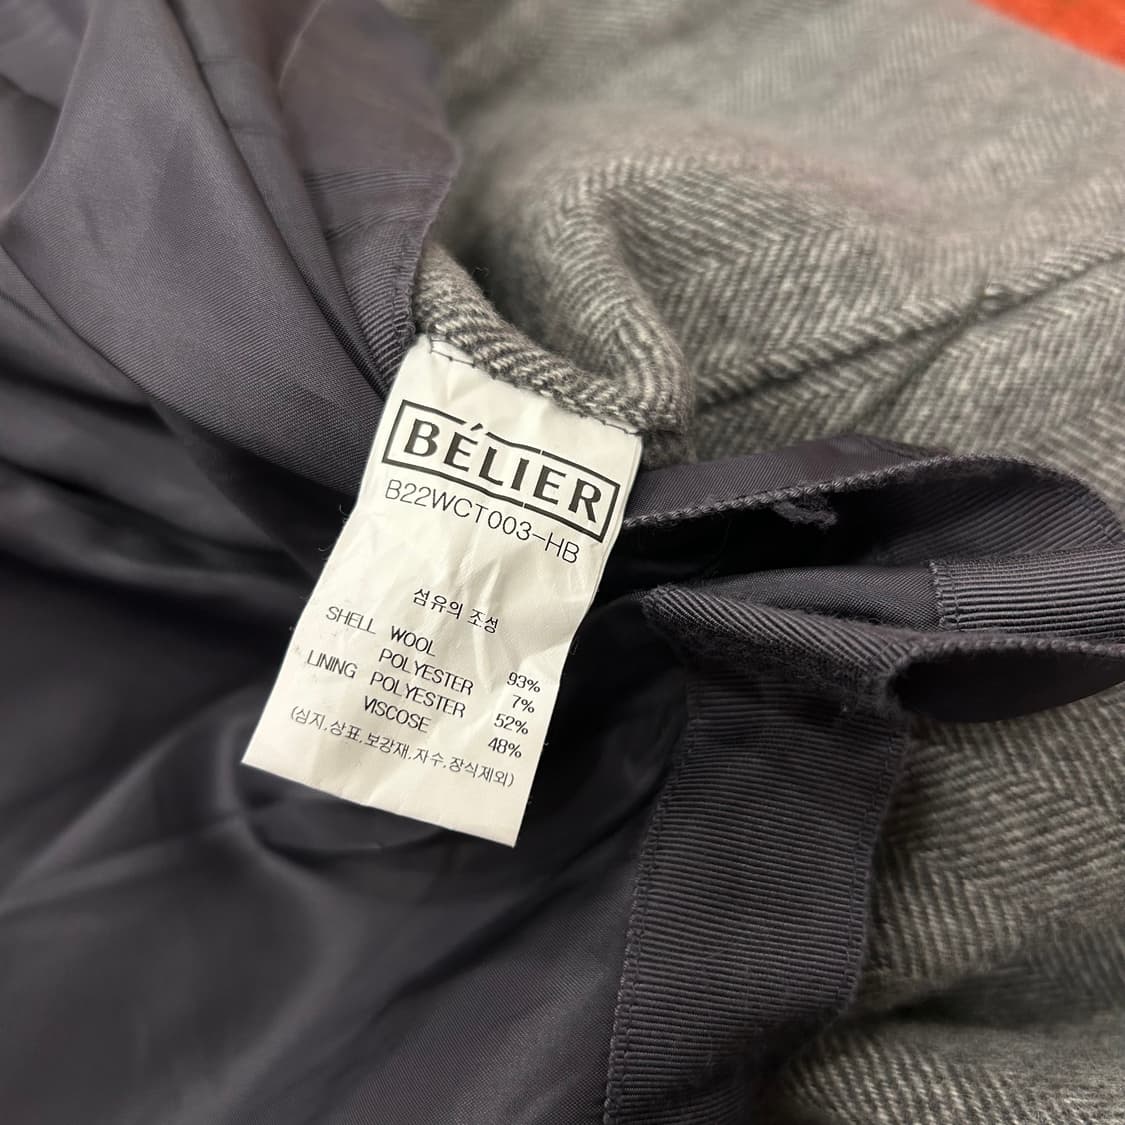 BÉLIER
B22WCT003-HB
섬유의 조성
SHELL WOOL 93%
POLYESTER 7%
LINING POLYESTER 52%
VISCOSE 48%
(심지,상표,보강재,자수,장식제외)